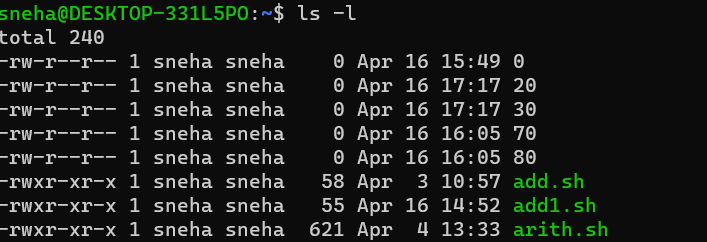 sneha@DESKTOP-331L5PO:~$ ls -l
total 240
-rw-r--r-- 1 sneha sneha   0 Apr 16 15:49 0
-rw-r--r-- 1 sneha sneha   0 Apr 16 17:17 20
-rw-r--r-- 1 sneha sneha   0 Apr 16 17:17 30
-rw-r--r-- 1 sneha sneha   0 Apr 16 16:05 70
-rw-r--r-- 1 sneha sneha   0 Apr 16 16:05 80
-rwxr-xr-x 1 sneha sneha  58 Apr  3 10:57 add.sh
-rwxr-xr-x 1 sneha sneha  55 Apr 16 14:52 add1.sh
-rwxr-xr-x 1 sneha sneha 621 Apr  4 13:33 arith.sh